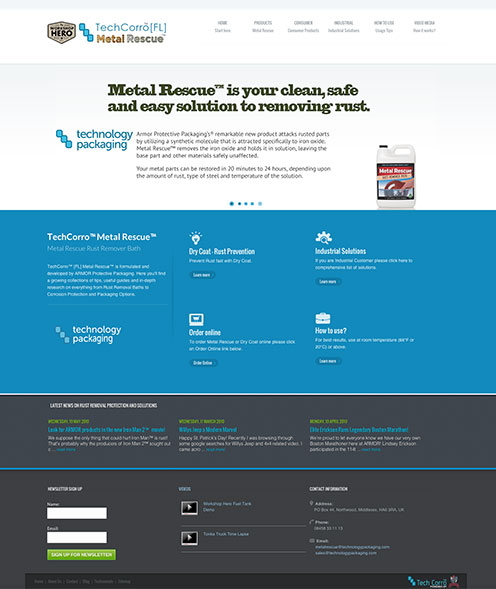 WORKSHOP
HERO
TechCorrö[FL]
Metal Rescue™
HOME
Start here
PRODUCTS
Metal Rescue
CONSUMER
Consumer Products
INDUSTRIAL
Industrial Solutions
HOW TO USE
Usage Tips
VIDEO MEDIA
How it works?
Metal Rescue™ is your clean, safe
and easy solution to removing rust.
technology
packaging
Armor Protective Packaging's® remarkable new product attacks rusted parts
by utilizing a synthetic molecule that is attracted specifically to iron oxide.
Metal Rescue™ removes the iron oxide and holds it in solution, leaving the
base part and other materials safely unaffected.
Your metal parts can be restored in 20 minutes to 24 hours, depending upon
the amount of rust, type of steel and temperature of the solution.
Metal Rescue
TechCorro™ Metal Rescue™
Metal Rescue Rust Remover Bath
TechCorro™ [FL] Metal Rescue™ is formulated and
developed by ARMOR Protective Packaging. Here you'll find
a growing collections of tips, useful guides and in-depth
research on everything from Rust Removal Baths to
Corrosion Protection and Packaging Options.
technology
packaging
Dry Coat - Rust Prevention
Prevent Rust fast with Dry Coat.
Learn more
Industrial Solutions
If you are Industrial Customer please click here to
comprehensive list of solutions.
Learn more
Order online
To order Metal Rescue or Dry Coat online please click
on Order Online link below.
Order Online
How to use?
For best results, use at room temperature (68°F or
20°C) or above.
Learn more
LATEST NEWS ON RUST REMOVAL PROTECTION AND SOLUTIONS
WEDNESDAY, 12 MAY 2010
Look for ARMOR products in the new Iron Man 2™ movie!
We suppose the only thing that could hurt Iron Man™ is rust!
That's probably why the producers of Iron Man 2™ sought out
a ... read more
WEDNESDAY, 17 MARCH 2010
Willys Jeep a Historic Marvel
Happy St. Patrick's Day! Recently I was browsing through
some google searches for Willys Jeep and 4x4 related video. I
came acro ... read more
Elite Erickson Runs Legendary Boston Marathon!
We're proud to let everyone know we have our very own
Boston Marathoner here at ARMOR! Lindsey Erickson
participated in the 114t ... read more
NEWSLETTER SIGN UP
Name:
Email:
SIGN UP FOR NEWSLETTER
VIDEOS
Workshop Hero Fuel Tank
Demo
Tonka Truck Time Lapse
CONTACT INFORMATION
Address:
PO Box 44, Northwood, Middlesex, HA6 2RA, UK
Phone:
Email:
metalrescue@technologypackaging.com
sales@technologypackaging.com
Home | About Us | Contact | Blog | Testimonials | Sitemap
Tech Corrö